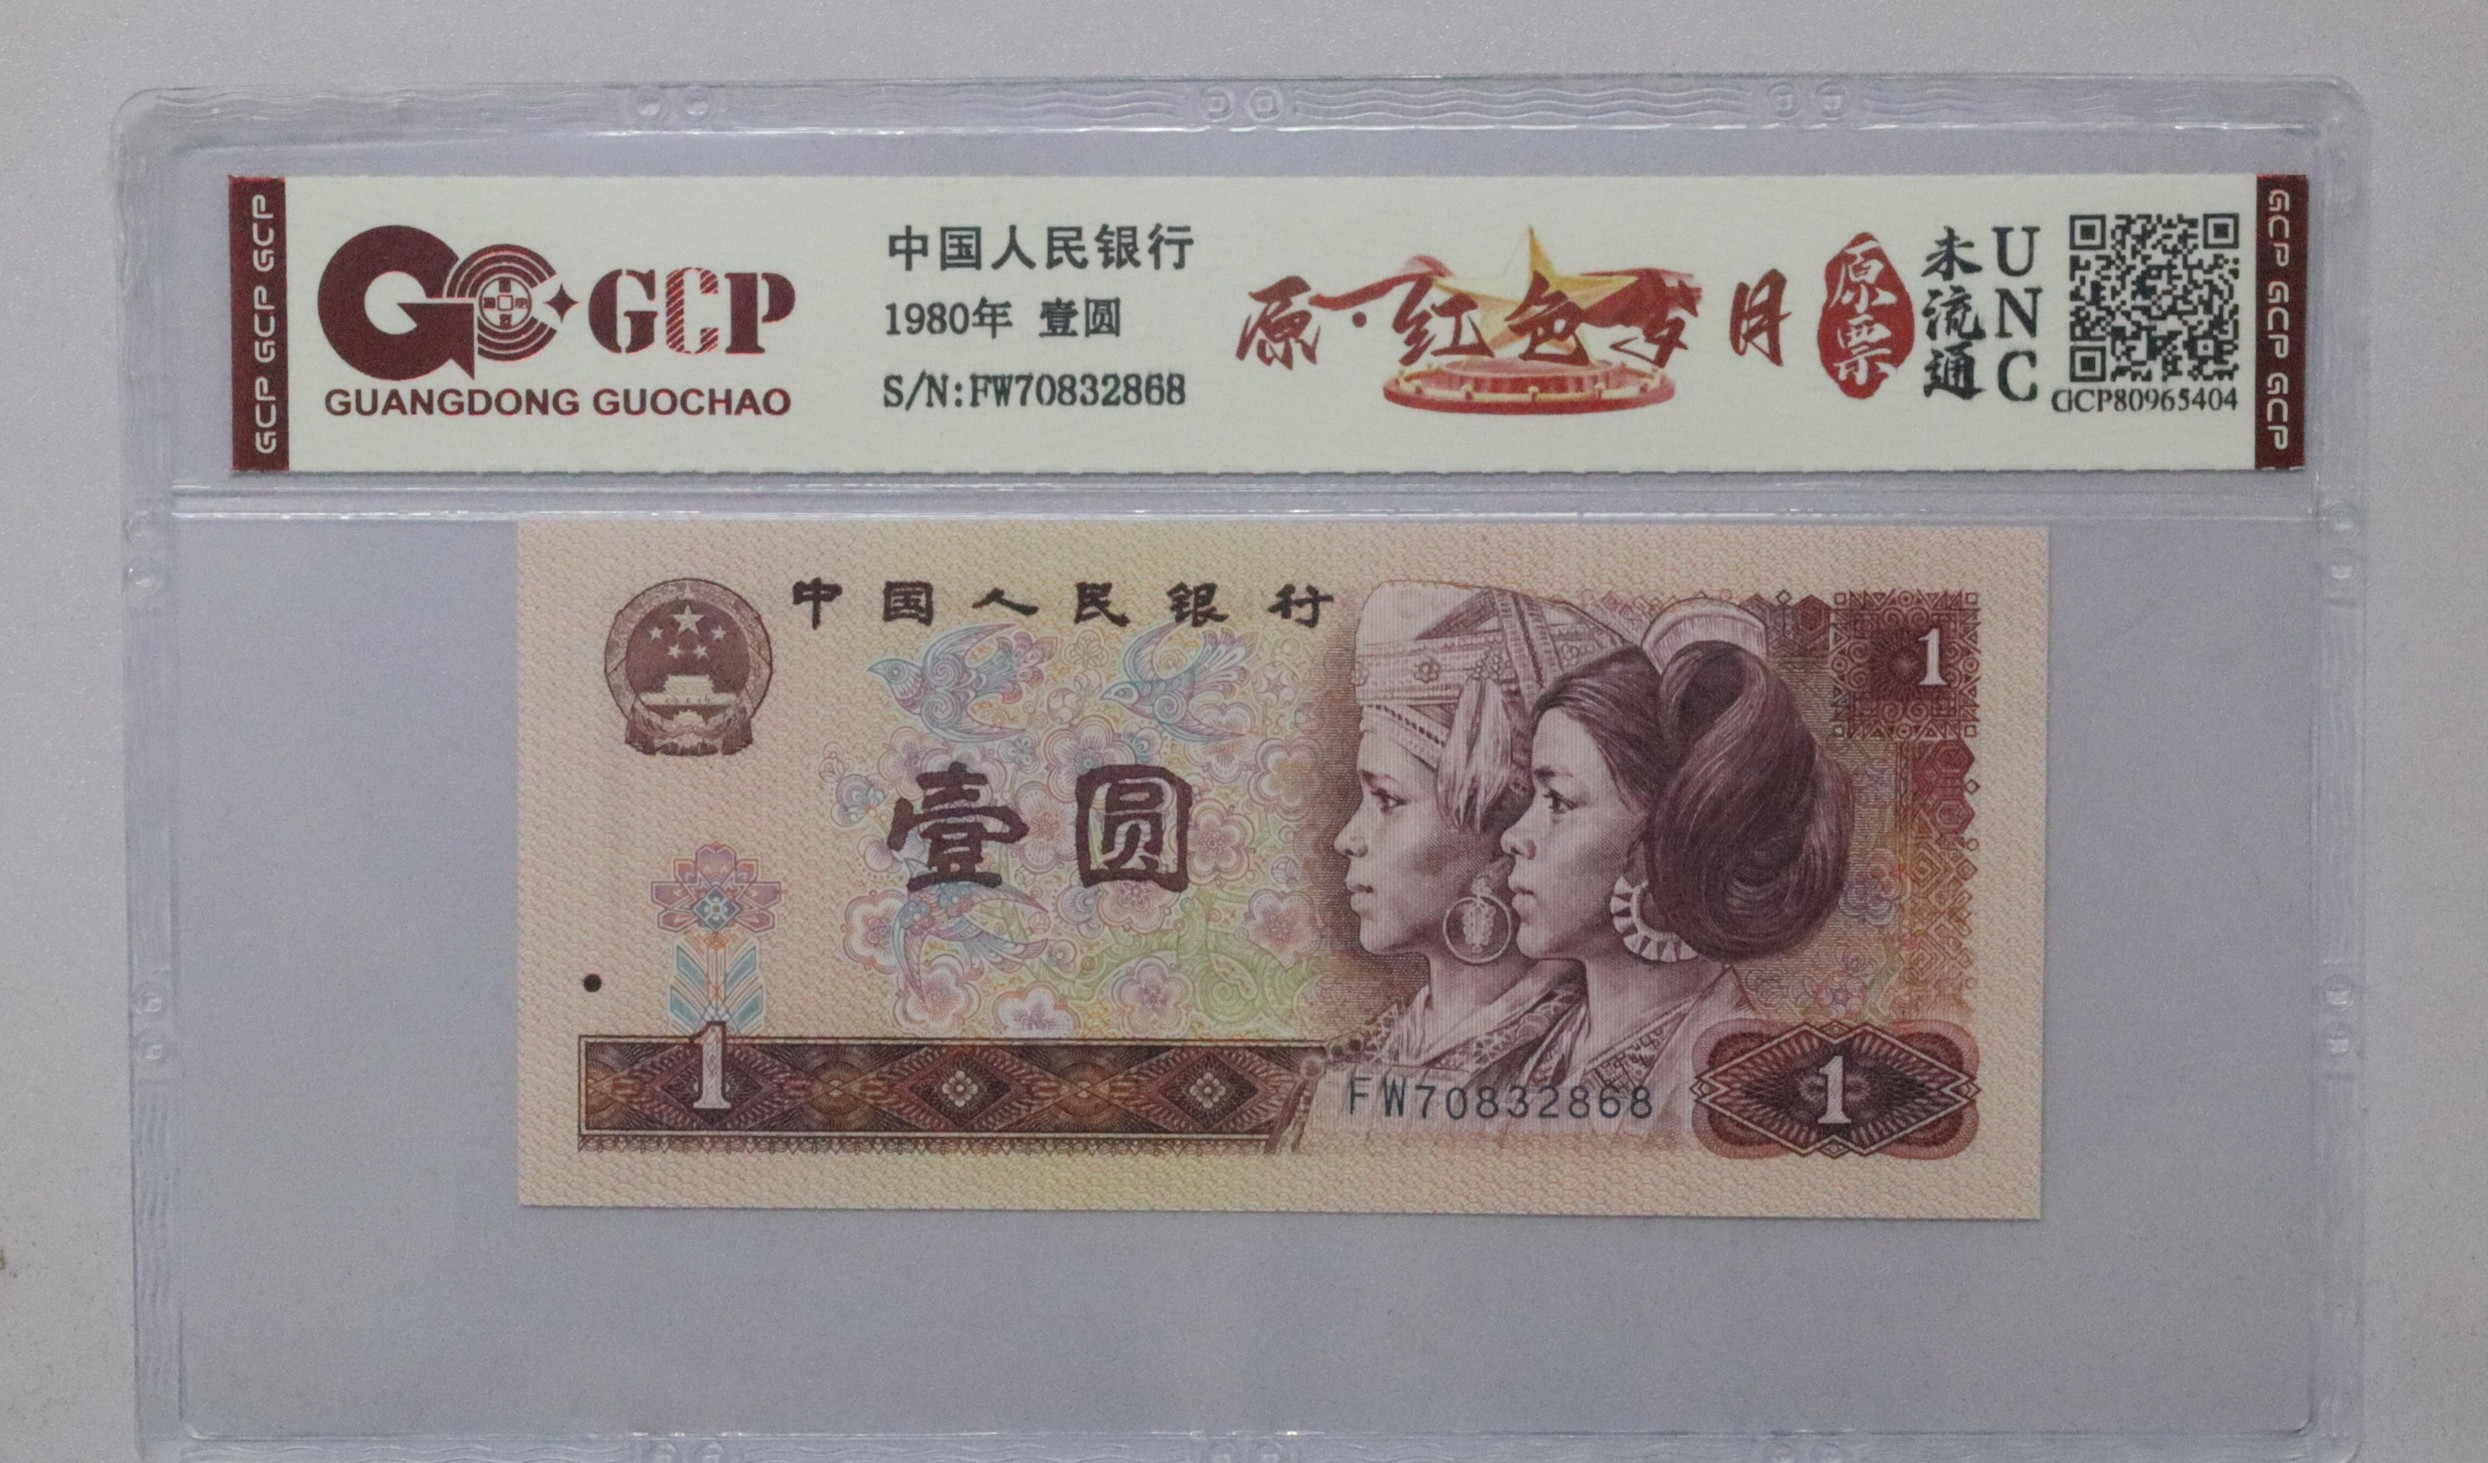 GCP GCP GCP
GCP
GUANGDONG GUOCHAO
中国人民银行
1980年 壹圆
S/N:FW70832868
原·红色岁月
原票
未流通
UNC
GCP80965404
GCP GCP GCP
中国人民银行
1
壹圆
1
FW70832868
1